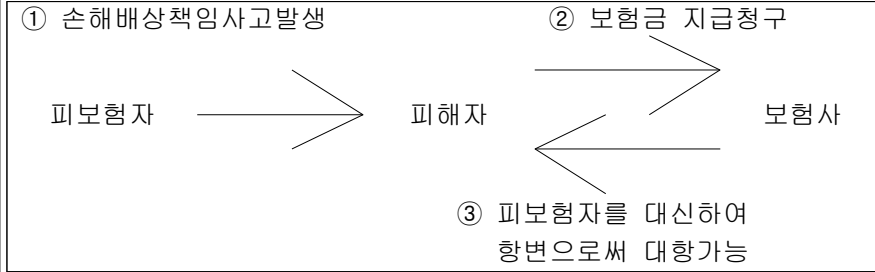 ① 손해배상책임사고발생
② 보험금 지급청구
피보험자
피해자
보험사
③ 피보험자를 대신하여
항변으로써 대항가능